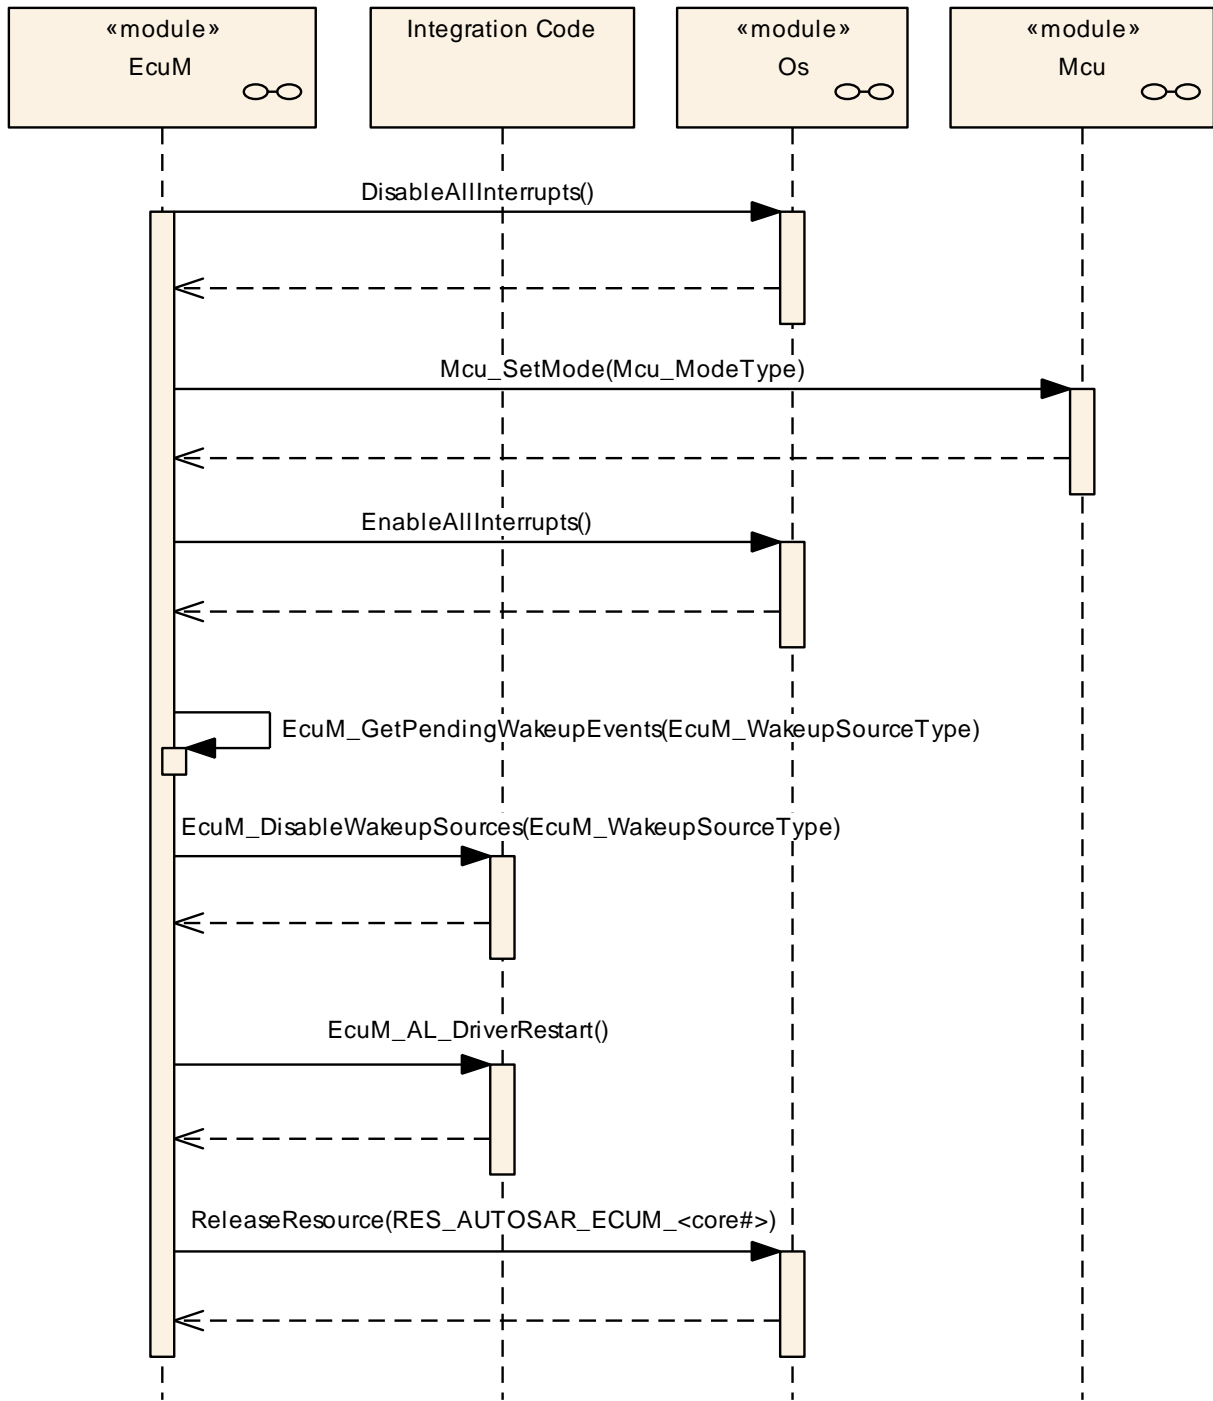 «module»
EcuM
Integration Code
«module»
Os
«module»
Mcu
DisableAllInterrupts()
Mcu_SetMode(Mcu_ModeType)
EnableAllInterrupts()
EcuM_GetPendingWakeupEvents(EcuM_WakeupSourceType)
EcuM_DisableWakeupSources(EcuM_WakeupSourceType)
EcuM_AL_DriverRestart()
ReleaseResource(RES_AUTOSAR_ECUM_<core#>)